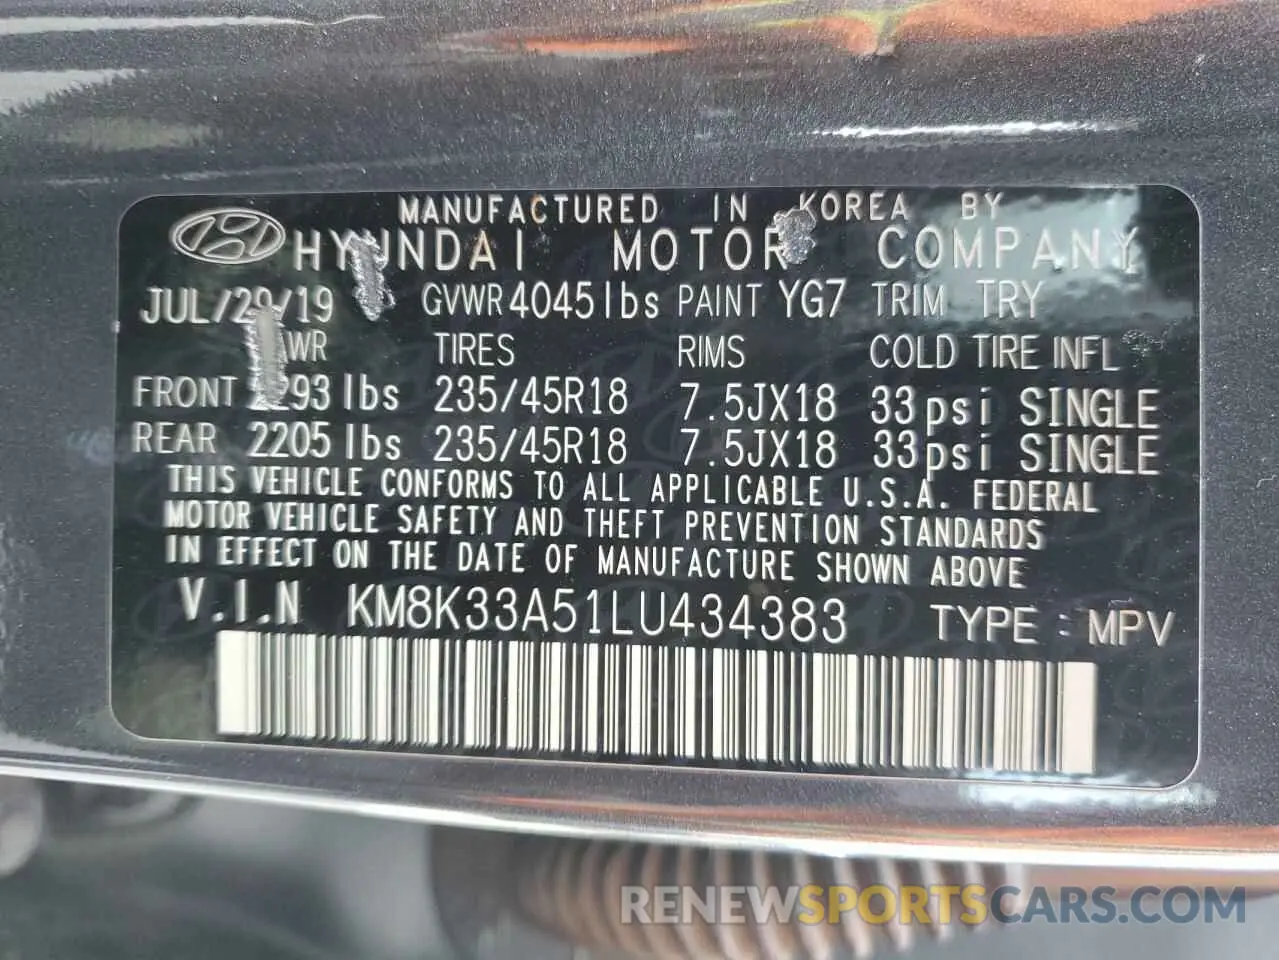 MANUFACTURED IN KOREA BY
HYUNDAI MOTOR COMPANY
JUL/29/19 GVWR 4045 lbs PAINT YG7 TRIM TRY
TIRES RIMS COLD TIRE INFL
FRONT lbs 235/45R18 7.5JX18 33psi SINGLE
REAR 2205 lbs 235/45R18 7.5JX18 33psi SINGLE
THIS VEHICLE CONFORMS TO ALL APPLICABLE U.S.A. FEDERAL
MOTOR VEHICLE SAFETY AND THEFT PREVENTION STANDARDS
IN EFFECT ON THE DATE OF MANUFACTURE SHOWN ABOVE
V.I.N KM8K33A51LU434383 TYPE : MPV
RENEWSPORTSCARS.COM